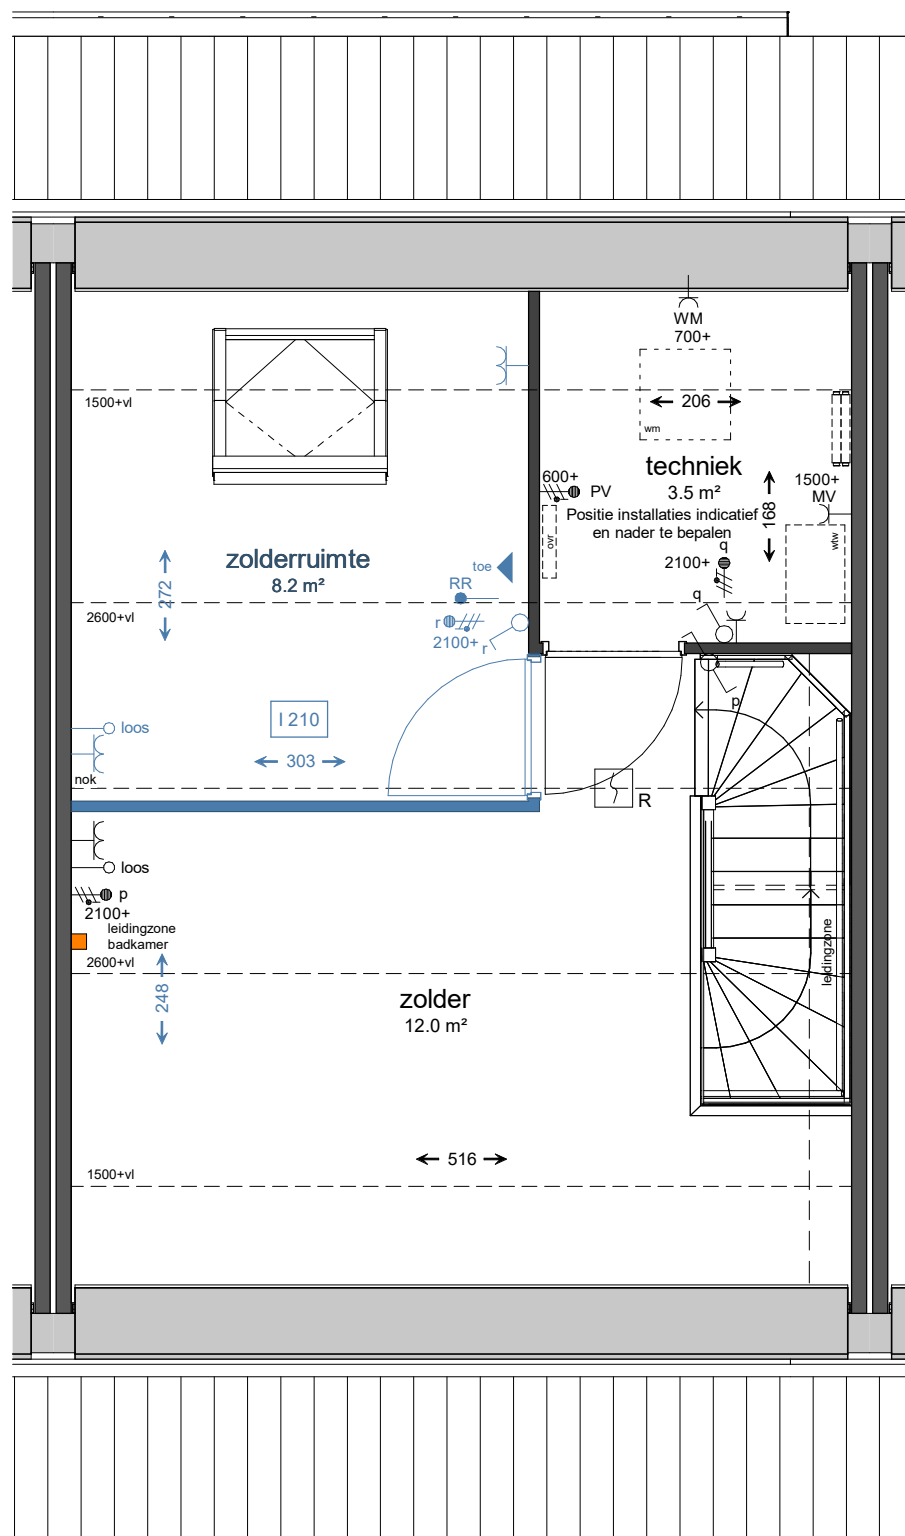 WM
700+
1500+vl
206
wm
techniek
3.5 m²
600+
PV
1500+
MV
168
Positie installaties indicatief
en nader te bepalen
ovr
wtw
q
2100+
zolderruimte
8.2 m²
toe
RR
272
2600+vl
q
r
2100+
r
p
I 210
loos
303
nok
R
loos
p
2100+
leidingzone
badkamer
2600+vl
248
leidingzone
zolder
12.0 m²
516
1500+vl